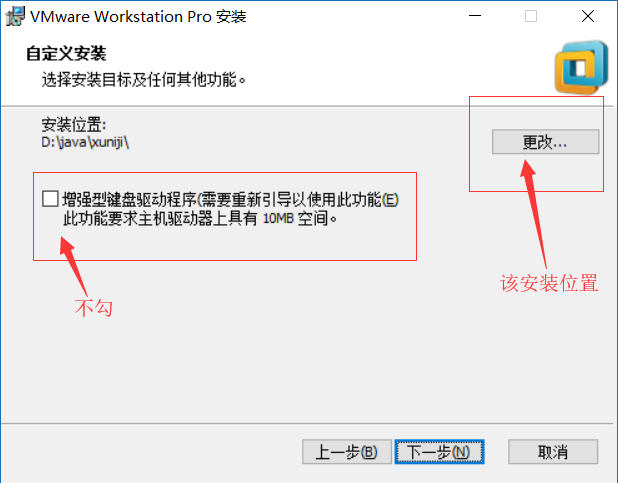 VMware Workstation Pro 安装
自定义安装
选择安装目标及任何其他功能。
安装位置:
D:\java\xuniji\
更改...
增强型键盘驱动程序(需要重新引导以使用此功能(E)
此功能要求主机驱动器上具有 10MB 空间。
不勾
该安装位置
上一步(B)
下一步(N)
取消